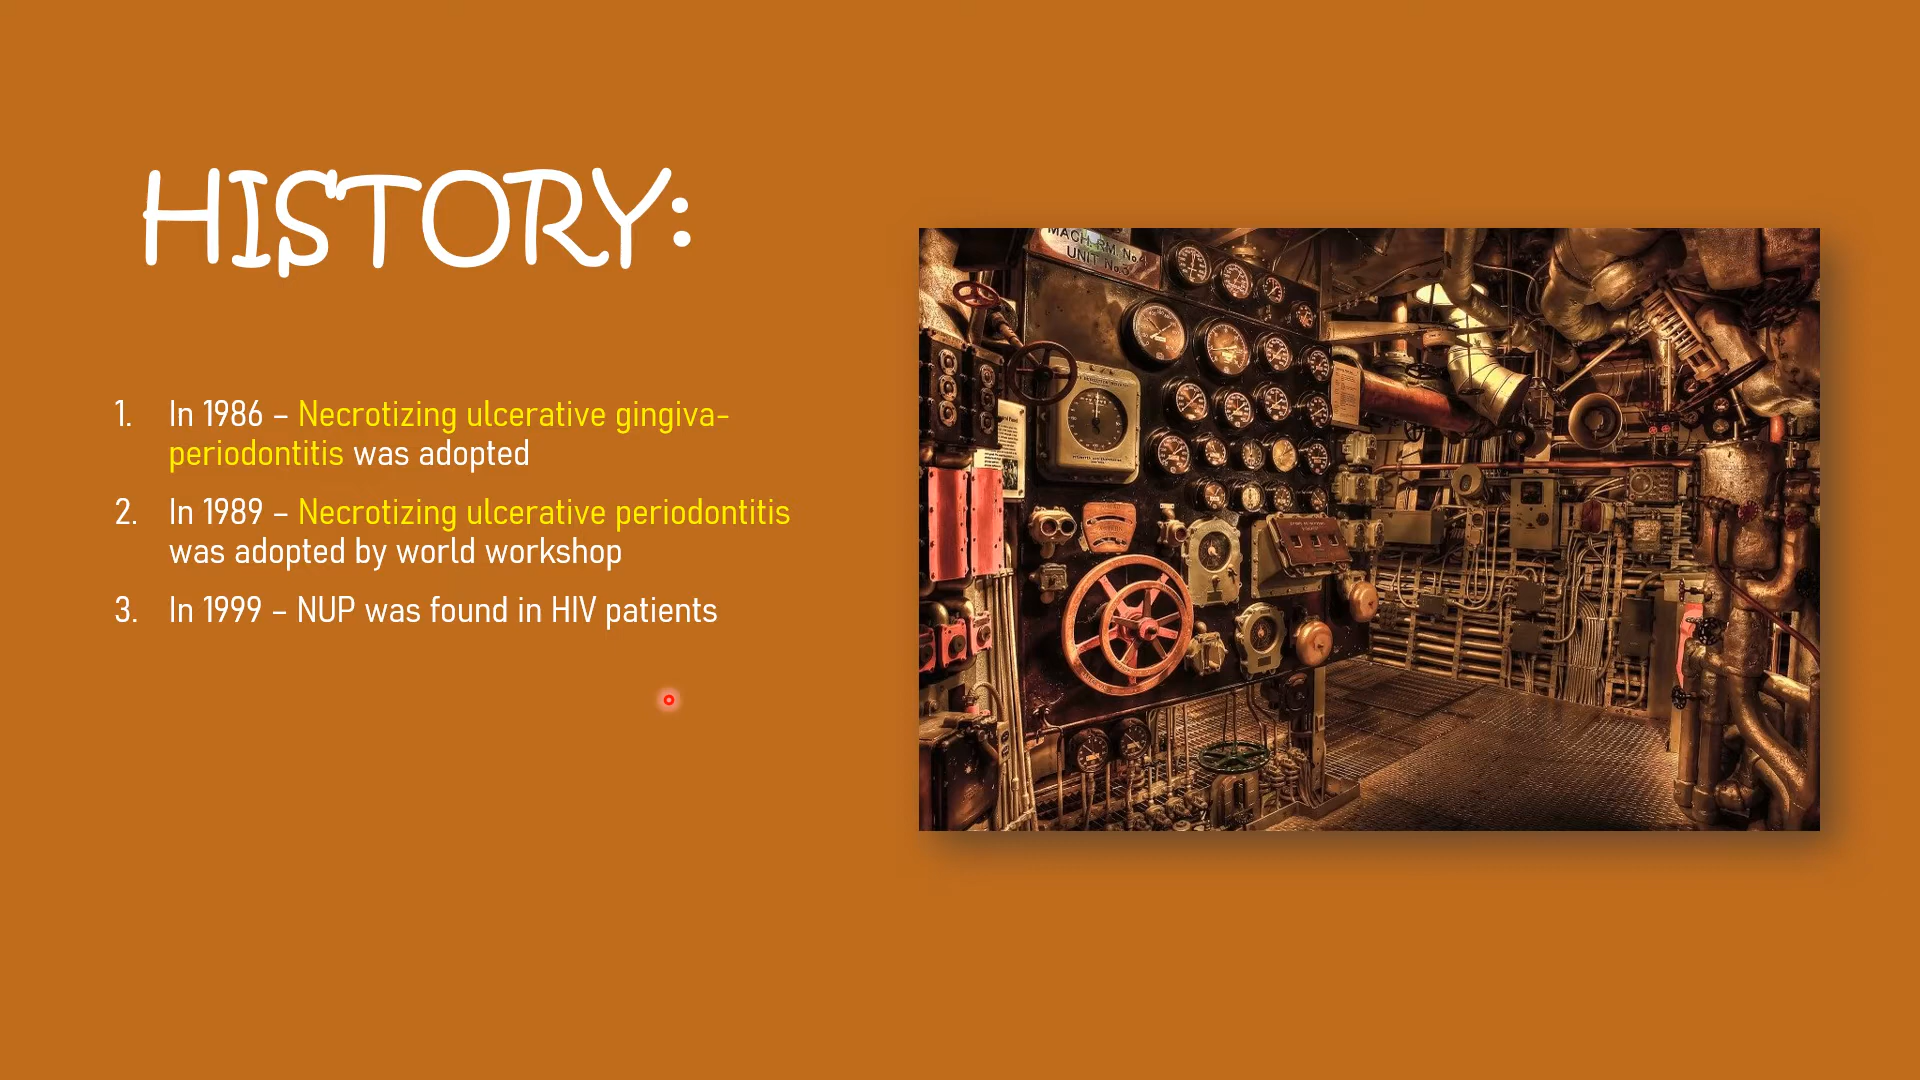 HISTORY:
1. In 1986 – Necrotizing ulcerative gingiva-
periodontitis was adopted
2. In 1989 – Necrotizing ulcerative periodontitis
was adopted by world workshop
3. In 1999 – NUP was found in HIV patients
MACH. RM. No 4
UNIT No 3